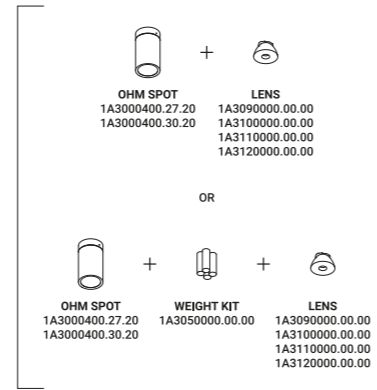 +
OHM SPOT LENS
1A3000400.27.20 1A3090000.00.00
1A3000400.30.20 1A3100000.00.00
1A3110000.00.00
1A3120000.00.00
OR
+ +
OHM SPOT WEIGHT KIT LENS
1A3000400.27.20 1A3050000.00.00 1A3090000.00.00
1A3000400.30.20 1A3100000.00.00
1A3110000.00.00
1A3120000.00.00